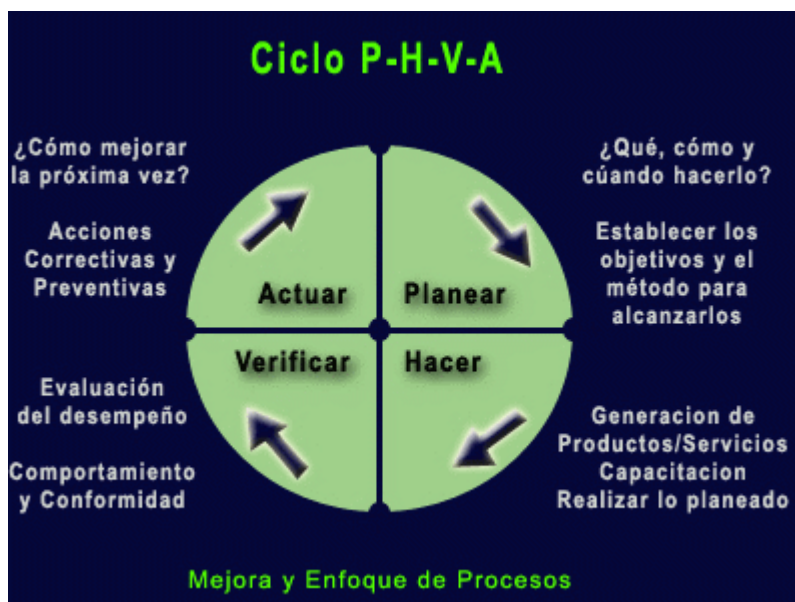 Ciclo P-H-V-A
¿Cómo mejorar
la próxima vez?
Acciones
Correctivas y
Preventivas
¿Qué, cómo y
cúando hacerlo?
Establecer los
objetivos y el
método para
alcanzarlos
Actuar
Planear
Verificar
Hacer
Evaluación
del desempeño
Comportamiento
y Conformidad
Generacion de
Productos/Servicios
Capacitacion
Realizar lo planeado
Mejora y Enfoque de Procesos